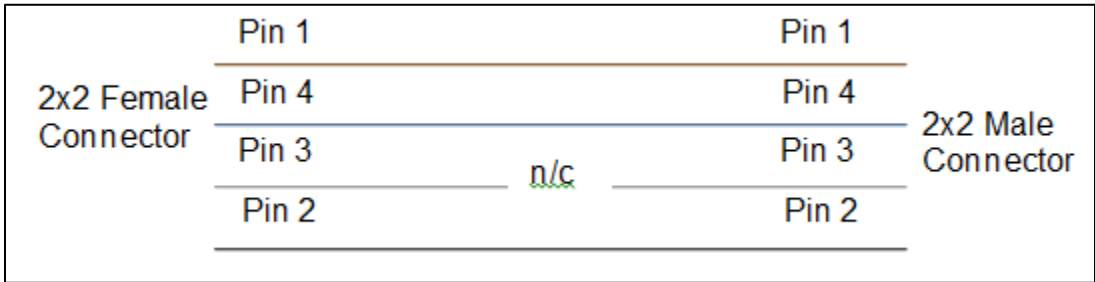 Pin 1 Pin 1
2x2 Female Connector
Pin 4 Pin 4
2x2 Male Connector
Pin 3 Pin 3
n/c
Pin 2 Pin 2